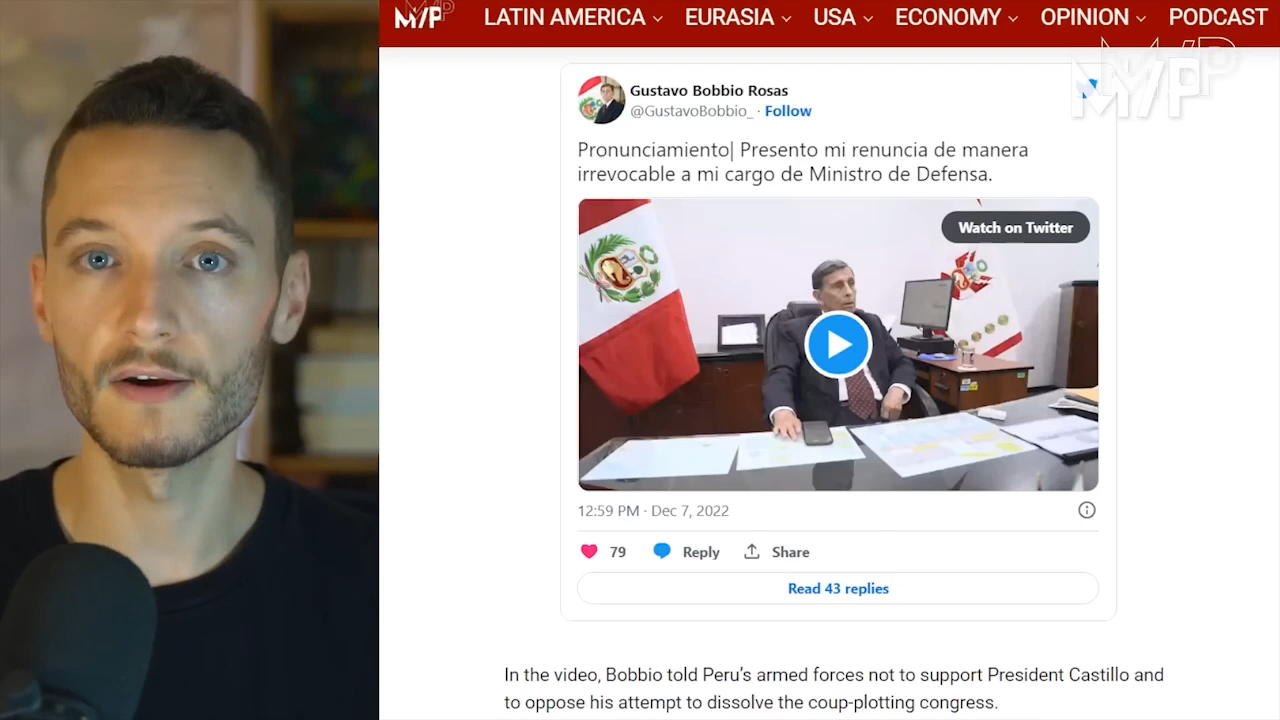 M/P LATIN AMERICA EURASIA USA ECONOMY OPINION PODCAST
M/P
Gustavo Bobbio Rosas
@GustavoBobbio_ · Follow
Pronunciamiento| Presento mi renuncia de manera
irrevocable a mi cargo de Ministro de Defensa.
Watch on Twitter
12:59 PM · Dec 7, 2022
79 Reply Share
Read 43 replies
In the video, Bobbio told Peru’s armed forces not to support President Castillo and
to oppose his attempt to dissolve the coup-plotting congress.